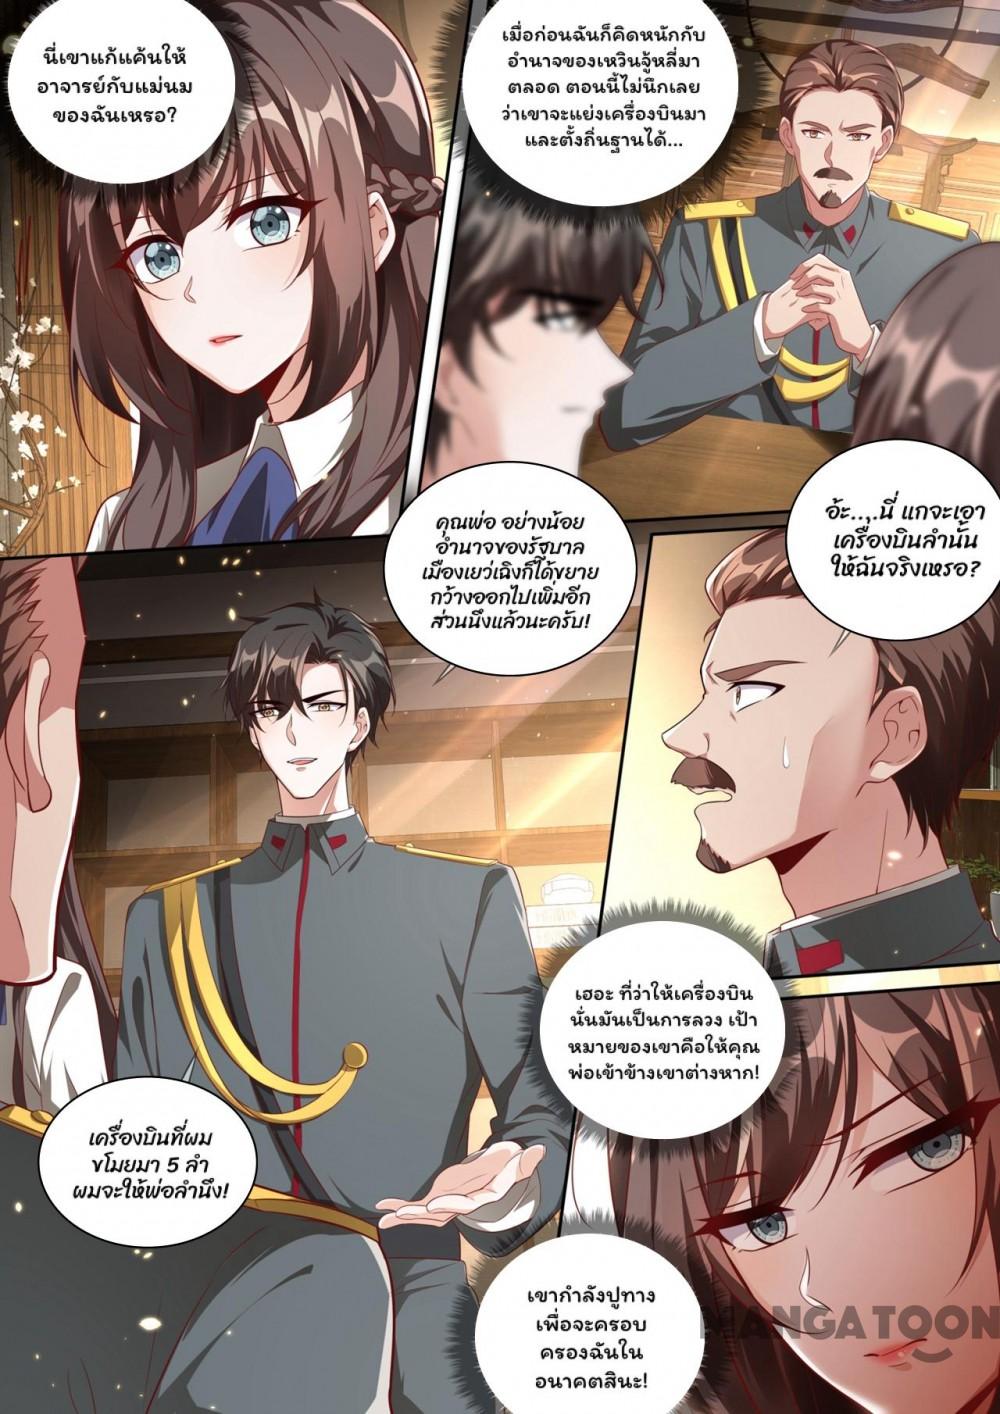 นี่เขาแก้แค้นให้
อาจารย์กับแม่นม
ของฉันเหรอ?
เมื่อก่อนฉันก็คิดหนักกับ
อำนาจของเหวินจู้หลี่มา
ตลอด ตอนนี้ไม่นึกเลย
ว่าเขาจะแย่งเครื่องบินมา
และตั้งถิ่นฐานได้...
คุณพ่อ อย่างน้อย
อำนาจของรัฐบาล
เมืองเยว่เฉิงก็ได้ขยาย
กว้างออกไปเพิ่มอีก
ส่วนนึงแล้วนะครับ!
อ้ะ..,.นี่ แกจะเอา
เครื่องบินลำนั้น
ให้ฉันจริงเหรอ?
เครื่องบินที่ผม
ขโมยมา 5 ลำ
ผมจะให้พ่อลำนึง!
เฮอะ ที่ว่าให้เครื่องบิน
นั่นมันเป็นการลวง เป้า
หมายของเขาคือให้คุณ
พ่อเข้าข้างเขาต่างหาก!
เขากำลังปูทาง
เพื่อจะครอบ
ครองฉันใน
อนาคตสินะ!
MANGATOON